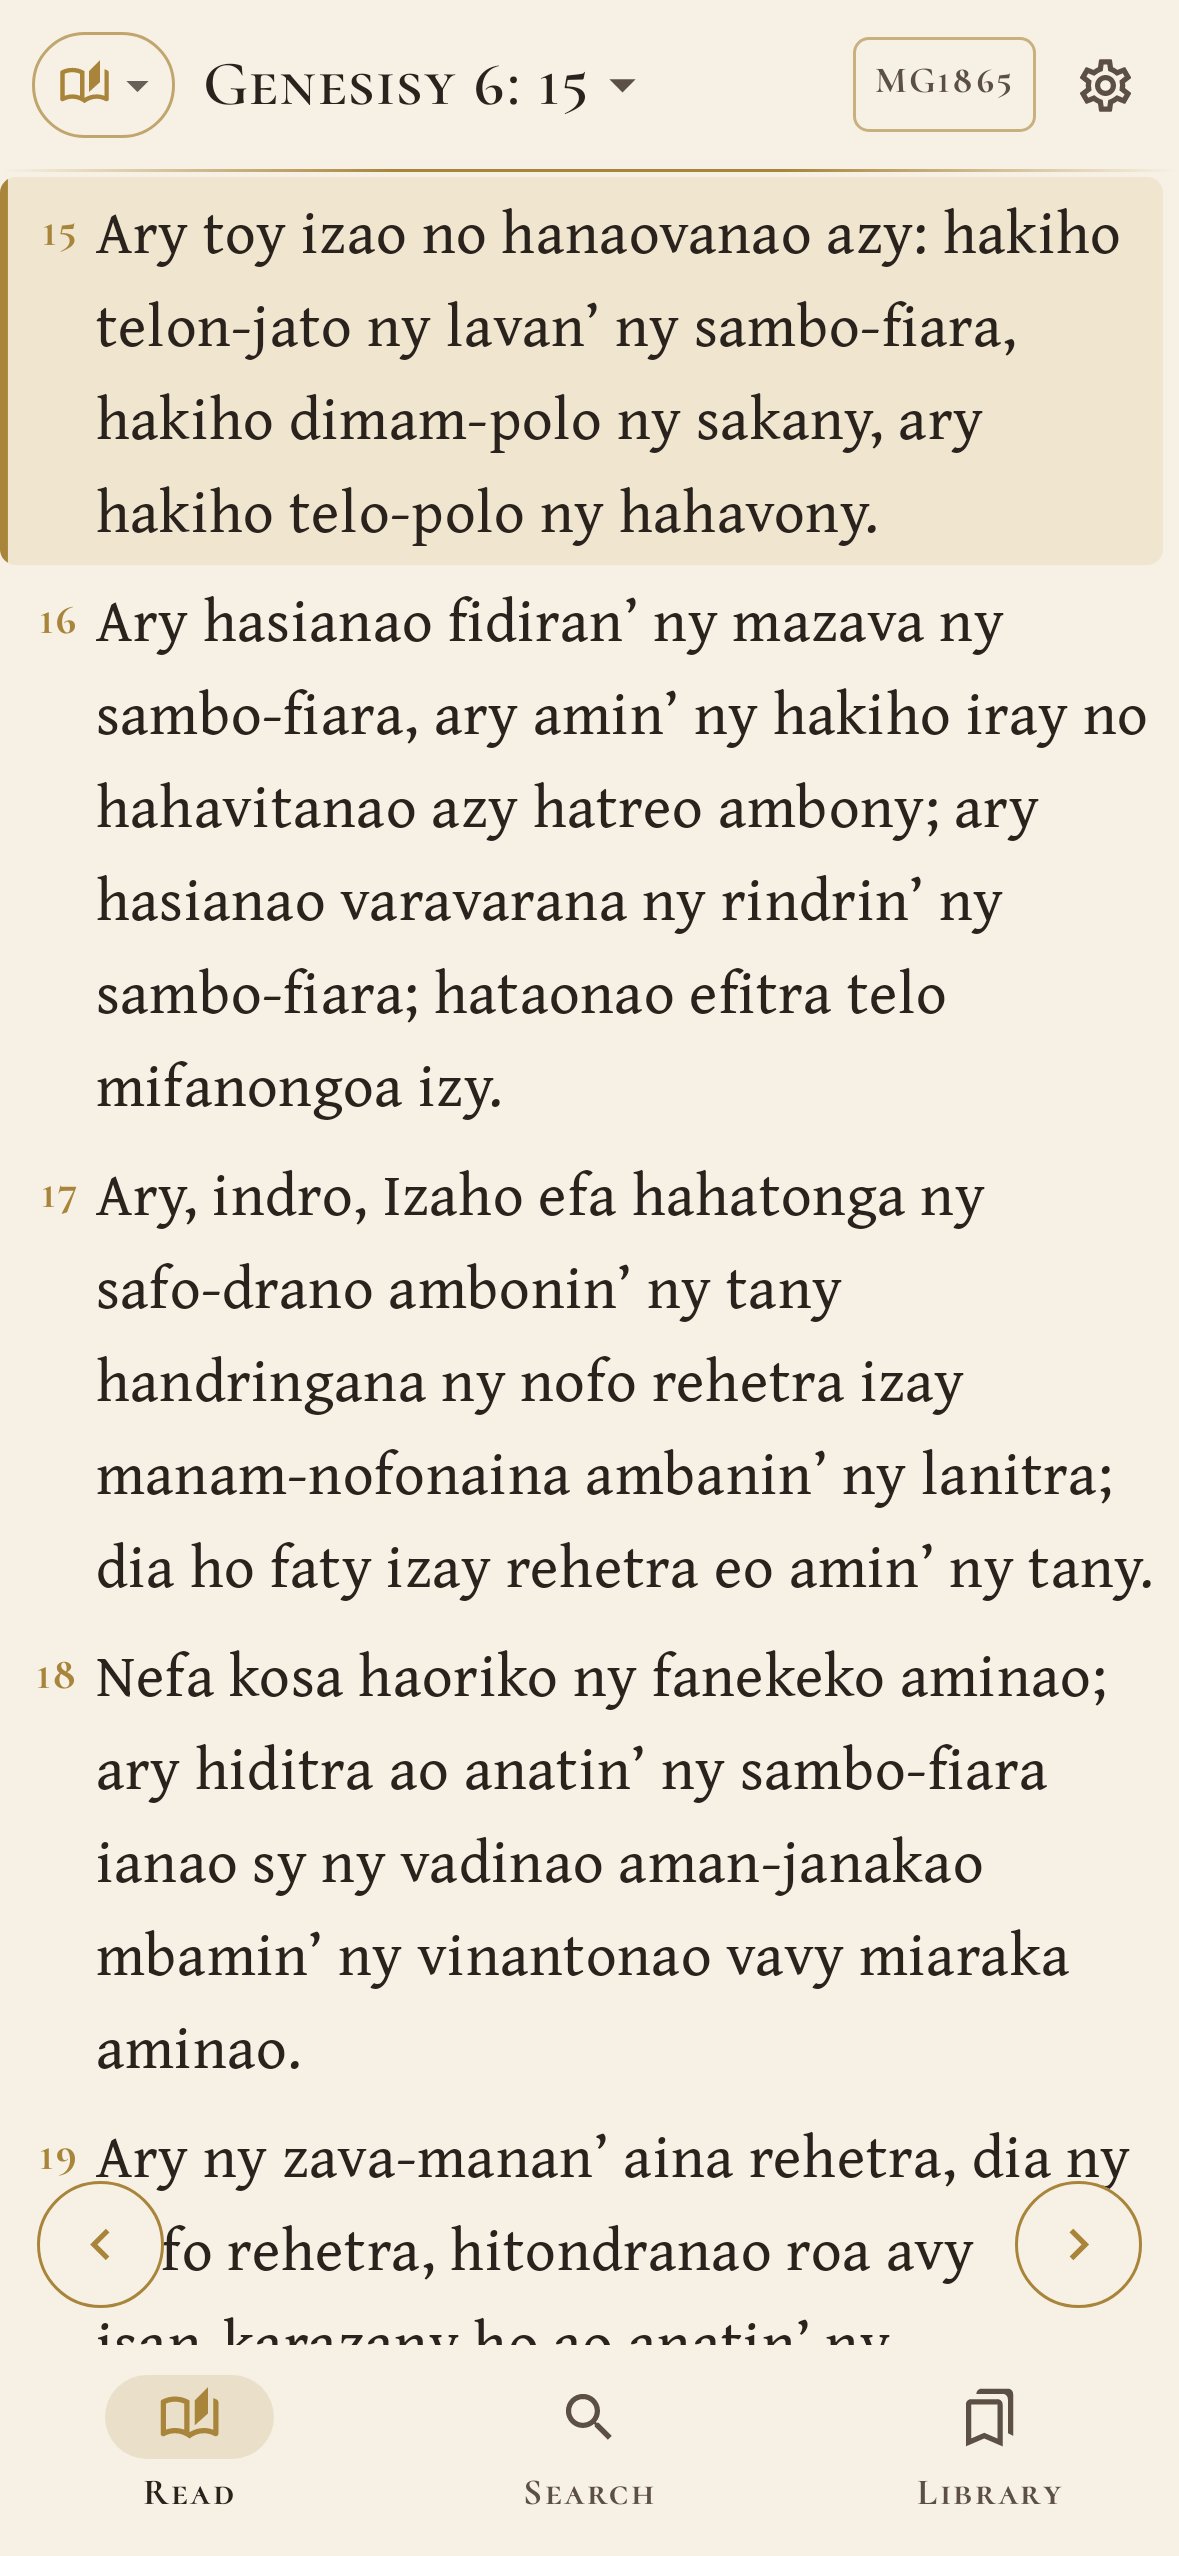 Genesisy 6: 15
MG1865
15 Ary toy izao no hanaovanao azy: hakiho
telon-jato ny lavan’ ny sambo-fiara,
hakiho dimam-polo ny sakany, ary
hakiho telo-polo ny hahavony.
16 Ary hasianao fidiran’ ny mazava ny
sambo-fiara, ary amin’ ny hakiho iray no
hahavitanao azy hatreo ambony; ary
hasianao varavarana ny rindrin’ ny
sambo-fiara; hataonao efitra telo
mifanongoa izy.
17 Ary, indro, Izaho efa hahatonga ny
safo-drano ambonin’ ny tany
handringana ny nofo rehetra izay
manam-nofonaina ambanin’ ny lanitra;
dia ho faty izay rehetra eo amin’ ny tany.
18 Nefa kosa haoriko ny fanekeko aminao;
ary hiditra ao anatin’ ny sambo-fiara
ianao sy ny vadinao aman-janakao
mbamin’ ny vinantonao vavy miaraka
aminao.
19 Ary ny zava-manan’ aina rehetra, dia ny
fo rehetra, hitondranao roa avy
isan-karazany ho ao anatin’ ny
Read
Search
Library